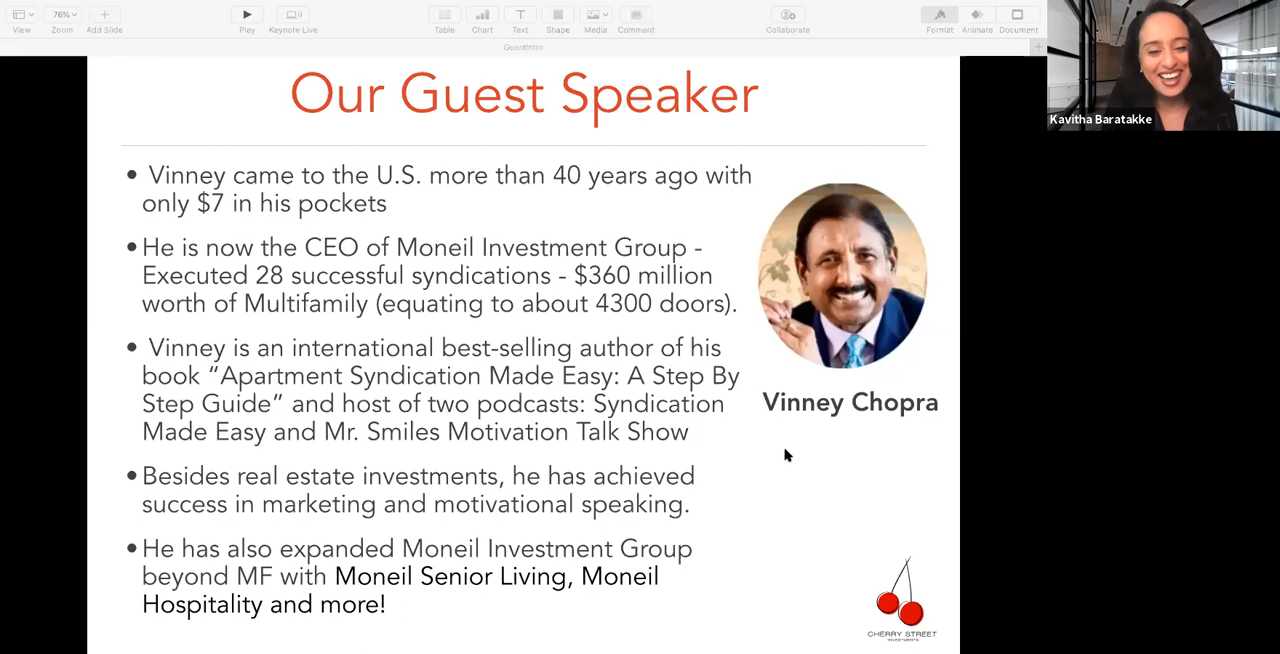 View
76%
Zoom
Add Slide
Play
Keynote Live
Table
Chart
Text
Shape
Media
Comment
Collaborate
Format
Animate
Document
GuestIntro
Kavitha Baratakke
Our Guest Speaker
• Vinney came to the U.S. more than 40 years ago with
only $7 in his pockets
• He is now the CEO of Moneil Investment Group -
Executed 28 successful syndications - $360 million
worth of Multifamily (equating to about 4300 doors).
• Vinney is an international best-selling author of his
book “Apartment Syndication Made Easy: A Step By
Step Guide” and host of two podcasts: Syndication
Made Easy and Mr. Smiles Motivation Talk Show
• Besides real estate investments, he has achieved
success in marketing and motivational speaking.
• He has also expanded Moneil Investment Group
beyond MF with Moneil Senior Living, Moneil
Hospitality and more!
Vinney Chopra
CHERRY STREET
INVESTMENTS